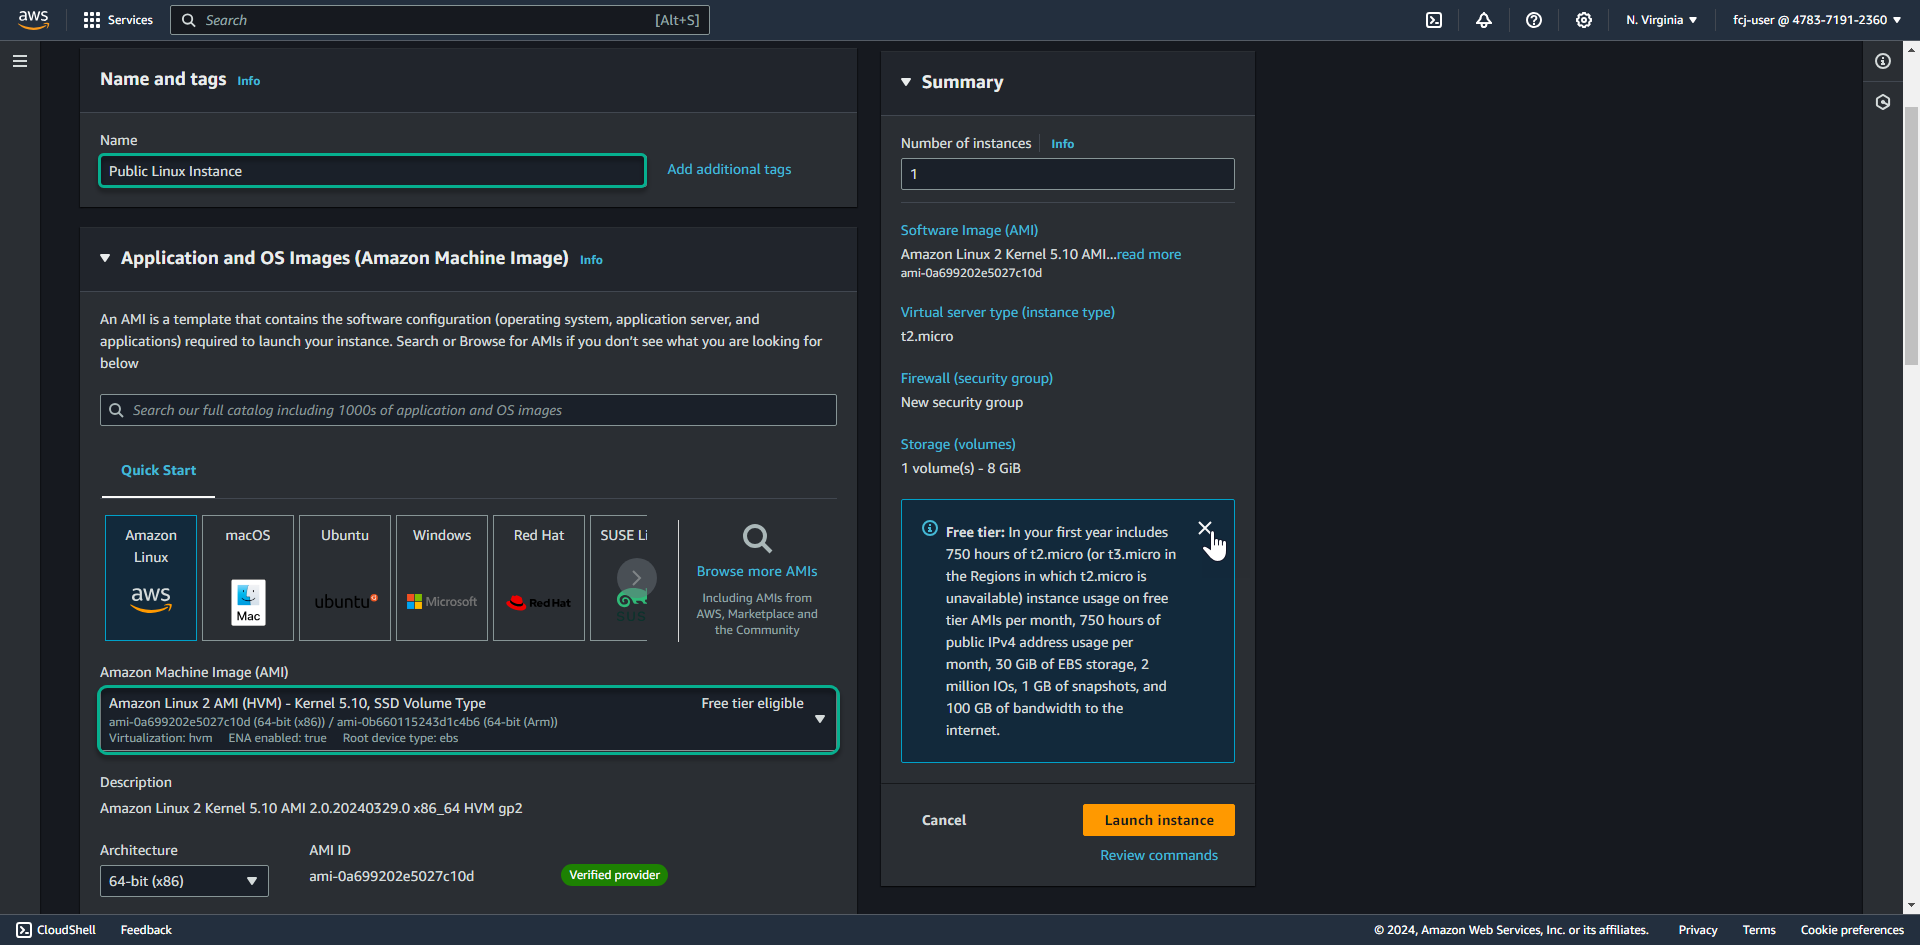 aws
Services
Search
[Alt+S]
N. Virginia
fcj-user @ 4783-7191-2360
Name and tags Info
Name
Public Linux Instance
Add additional tags
Application and OS Images (Amazon Machine Image) Info
An AMI is a template that contains the software configuration (operating system, application server, and
applications) required to launch your instance. Search or Browse for AMIs if you don't see what you are looking for
below
Search our full catalog including 1000s of application and OS images
Quick Start
Amazon
Linux
aws
macOS
Mac
Ubuntu
ubuntu
Windows
Microsoft
Red Hat
Red Hat
SUSE Li
SUS
Browse more AMIs
Including AMIs from
AWS, Marketplace and
the Community
Amazon Machine Image (AMI)
Amazon Linux 2 AMI (HVM) - Kernel 5.10, SSD Volume Type
Free tier eligible
ami-0a699202e5027c10d (64-bit (x86)) / ami-0b660115243d1c4b6 (64-bit (Arm))
Virtualization: hvm ENA enabled: true Root device type: ebs
Description
Amazon Linux 2 Kernel 5.10 AMI 2.0.20240329.0 x86_64 HVM gp2
Architecture
64-bit (x86)
AMI ID
ami-0a699202e5027c10d
Verified provider
Summary
Number of instances Info
1
Software Image (AMI)
Amazon Linux 2 Kernel 5.10 AMI...read more
ami-0a699202e5027c10d
Virtual server type (instance type)
t2.micro
Firewall (security group)
New security group
Storage (volumes)
1 volume(s) - 8 GiB
Free tier: In your first year includes
750 hours of t2.micro (or t3.micro in
the Regions in which t2.micro is
unavailable) instance usage on free
tier AMIs per month, 750 hours of
public IPv4 address usage per
month, 30 GiB of EBS storage, 2
million IOs, 1 GB of snapshots, and
100 GB of bandwidth to the
internet.
Cancel
Launch instance
Review commands
CloudShell
Feedback
© 2024, Amazon Web Services, Inc. or its affiliates.
Privacy
Terms
Cookie preferences